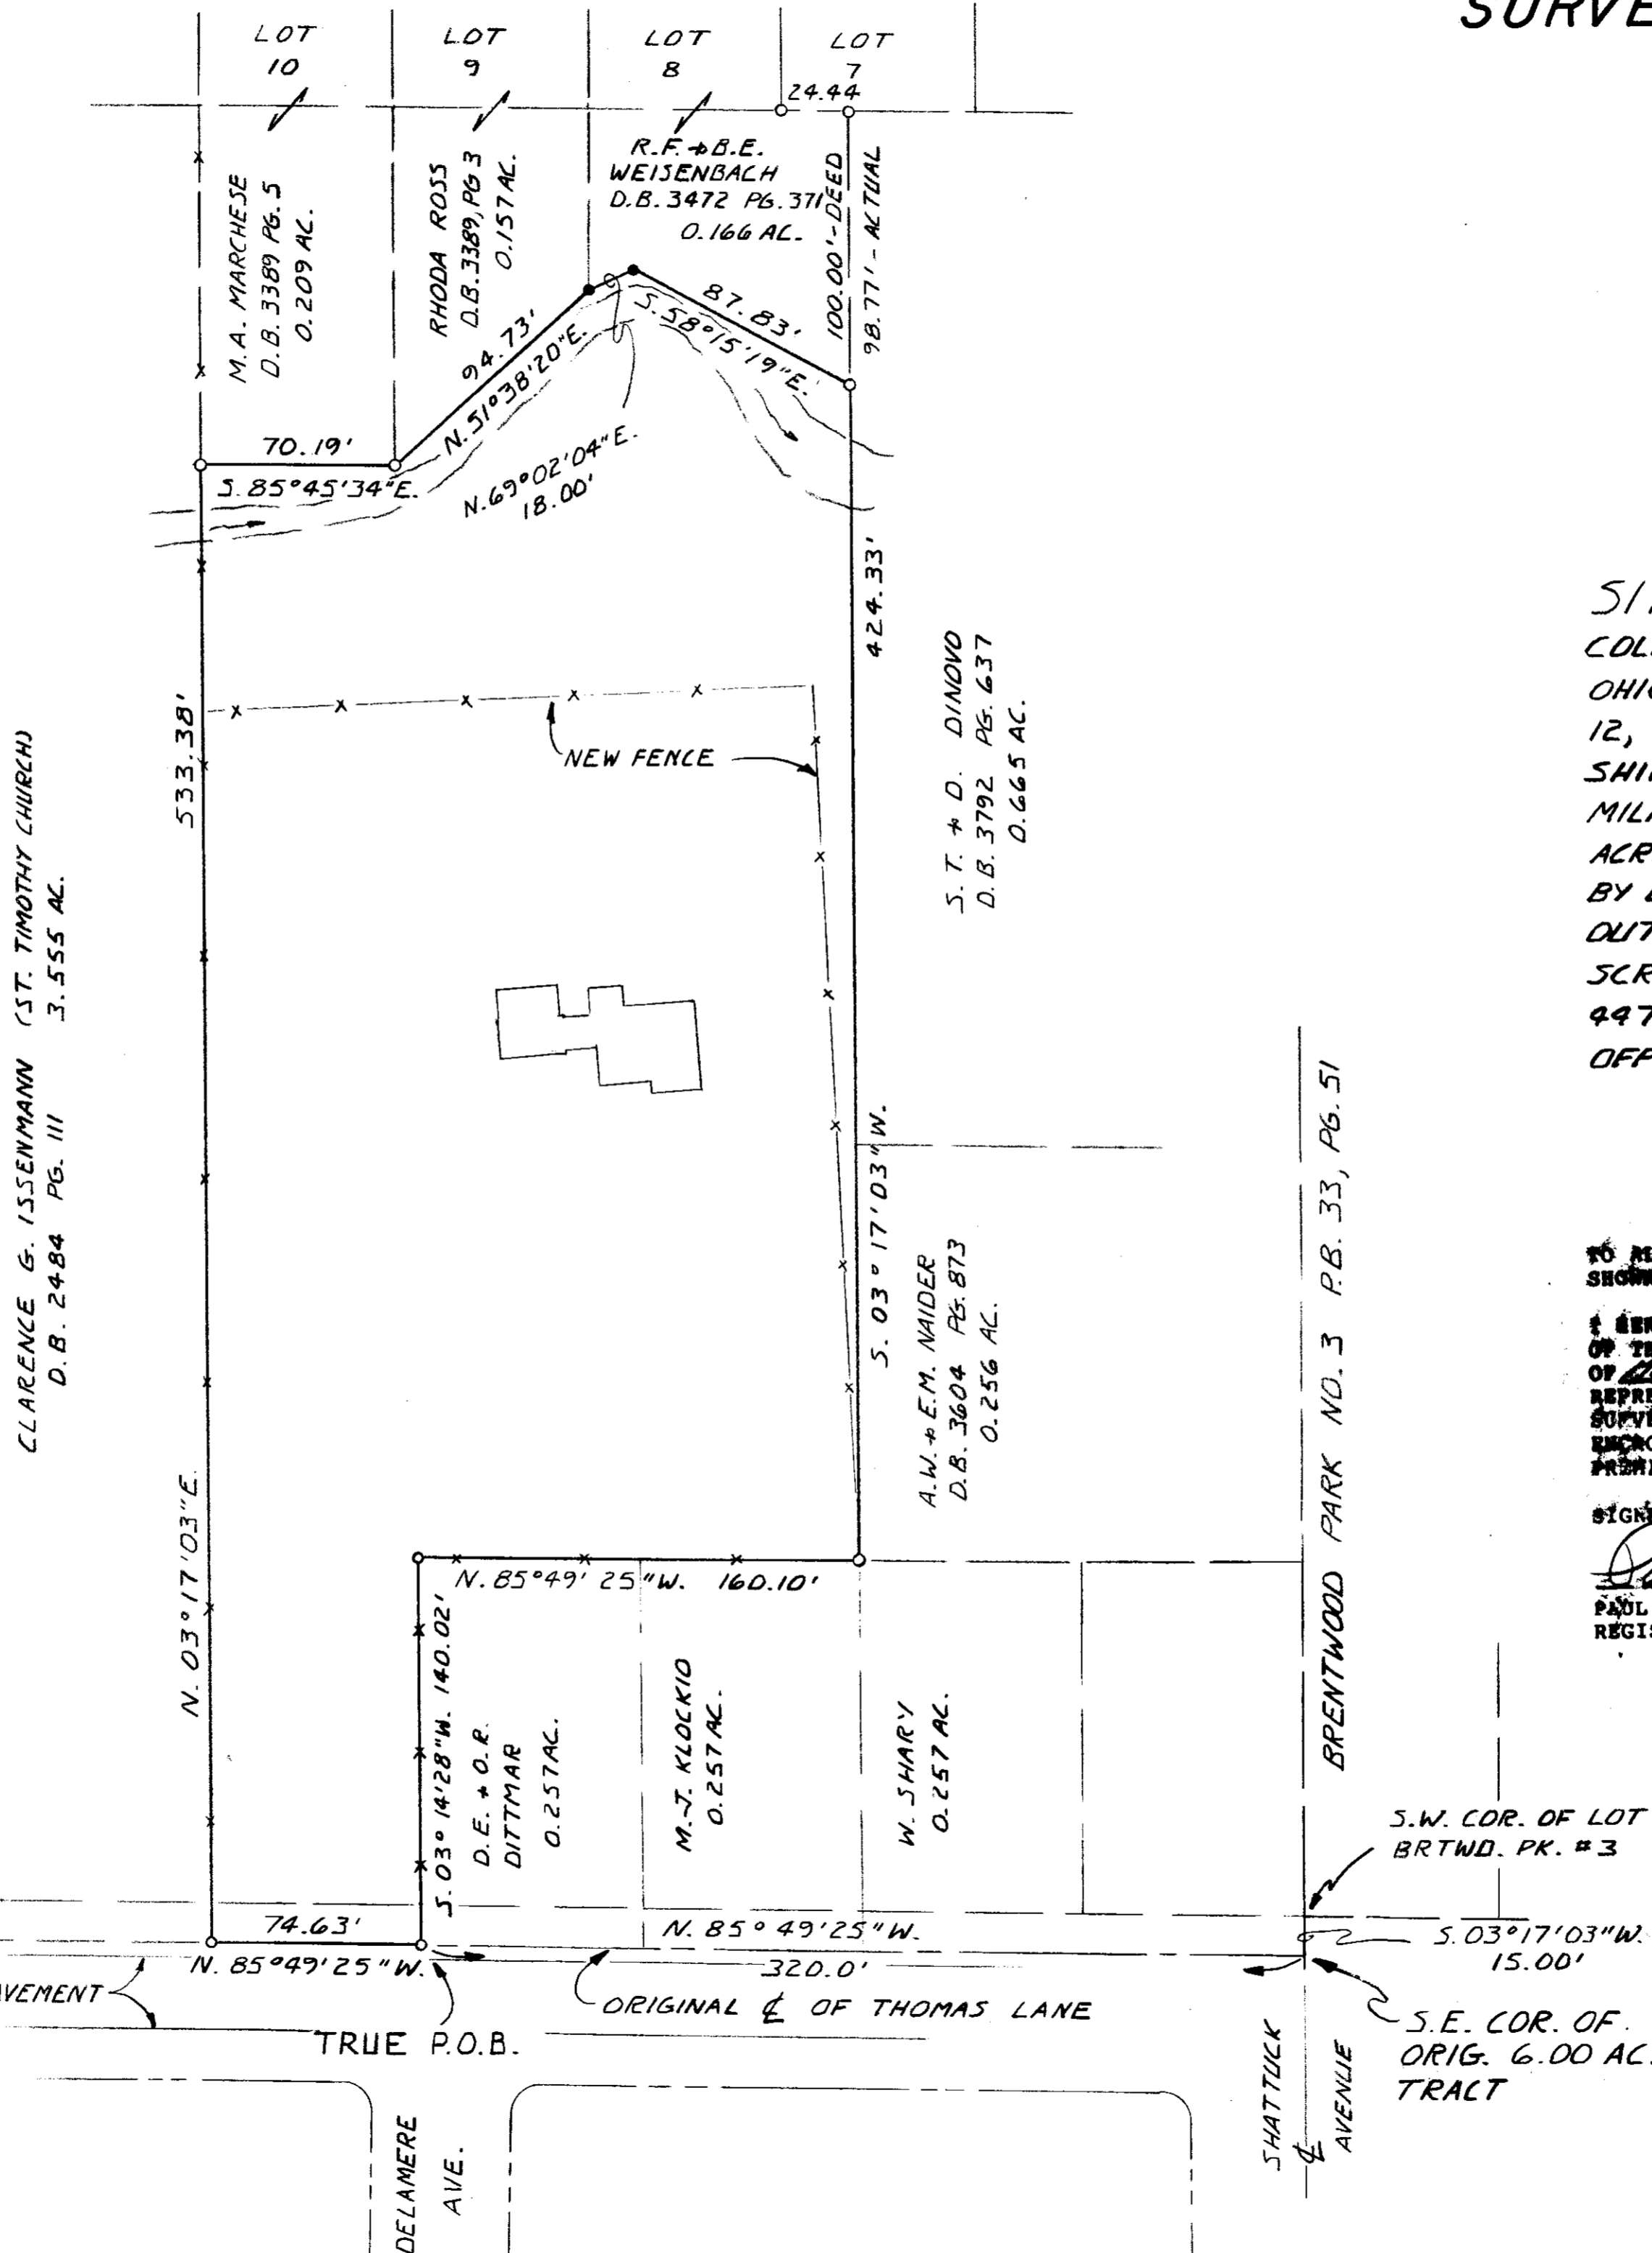 SURVE
LOT
10
LOT
9
LOT
8
LOT
7
24.44
M.A. MARCHESE
D.B. 3389 PG. 5
0.209 AC.
RHODA ROSS
D.B. 3389, PG 3
0.157 AC.
R.F. & B.E.
WEISENBACH
D.B. 3472 PG. 371
0.166 AC.
100.00'-DEED
98.77'-ACTUAL
94.73'
N. 51°38'20"E.
87.83'
S. 58°15'19"E.
70.19'
S. 85°45'34"E.
N. 69°02'04"E.
18.00'
424.33'
533.38'
NEW FENCE
S.T. & D. DINOVO
D.B. 3792 PG. 637
0.665 AC.
CLARENCE G. ISSENMANN (ST. TIMOTHY CHURCH)
D.B. 2484 PG. 111 3.555 AC.
SI
COL
OHI
12,
SHI
MIL
ACR
BY
OUT
SCR
447
OFF
S. 03°17'03"W.
A.W. & E.M. NAIDER
D.B. 3604 PG. 873
0.256 AC.
BRENTWOOD PARK NO. 3 P.B. 33, PG. 51
TO
SHOWN
OF
OF
REPRE
SURVE
ENCRO
PREMI
SIGN
PAUL
REGIS
N. 03°17'03"E.
N. 85°49'25"W. 160.10'
S. 03°14'28"W. 140.02'
D.E. & O.R.
DITTMAR
0.257 AC.
M.J. KLOCKIO
0.257 AC.
W. SHARY
0.257 AC.
S.W. COR. OF LOT
BRTWD. PK. #3
74.63'
N. 85°49'25"W.
N. 85°49'25"W.
320.0'
S. 03°17'03"W.
15.00'
VEMENT
ORIGINAL ℄ OF THOMAS LANE
TRUE P.O.B.
S.E. COR. OF
ORIG. 6.00 AC.
TRACT
DELAMERE
AVE.
SHATTUCK
℄
AVENUE